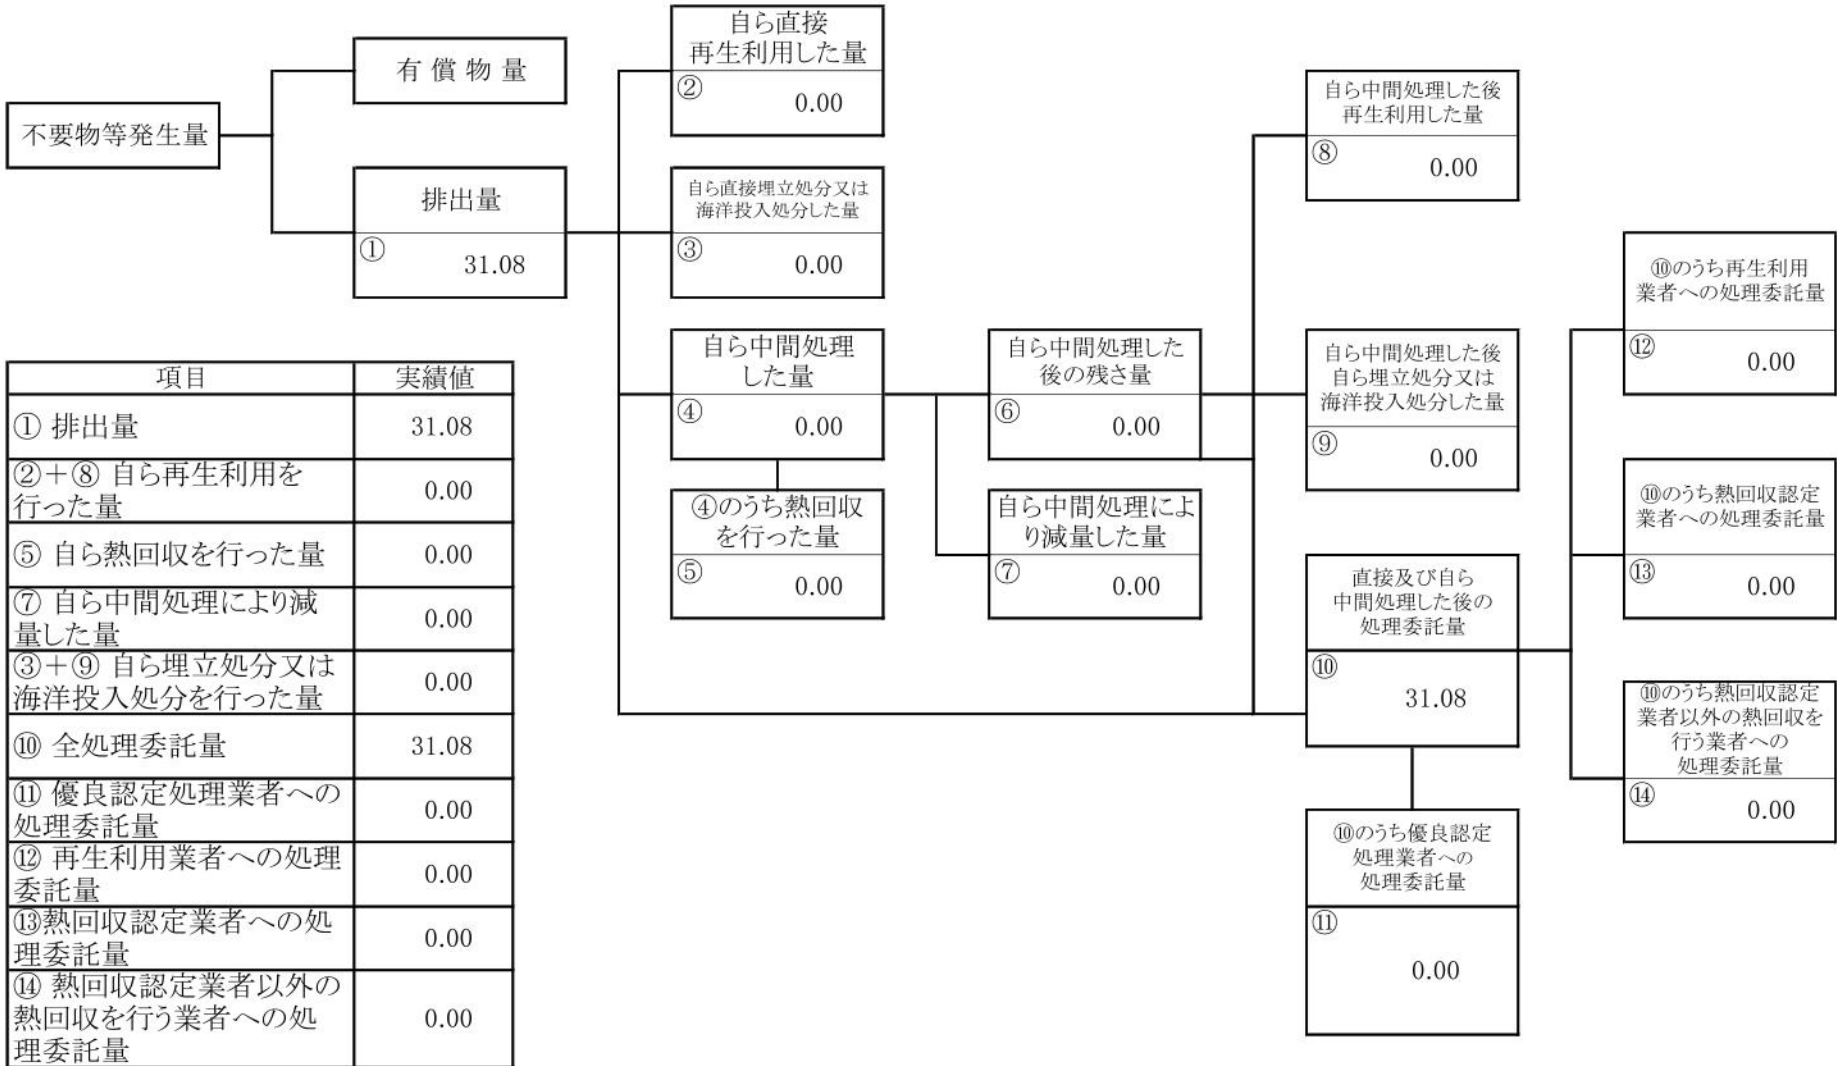 不要物等発生量
有 償 物 量
排出量
①
31.08
自ら直接
再生利用した量
②
0.00
自ら直接埋立処分又は
海洋投入処分した量
③
0.00
自ら中間処理
した量
④
0.00
④のうち熱回収
を行った量
⑤
0.00
自ら中間処理した
後の残さ量
⑥
0.00
自ら中間処理によ
り減量した量
⑦
0.00
自ら中間処理した後
再生利用した量
⑧
0.00
自ら中間処理した後
自ら埋立処分又は
海洋投入処分した量
⑨
0.00
直接及び自ら
中間処理した後の
処理委託量
⑩
31.08
⑩のうち優良認定
処理業者への
処理委託量
⑪
0.00
⑩のうち再生利用
業者への処理委託量
⑫
0.00
⑩のうち熱回収認定
業者への処理委託量
⑬
0.00
⑩のうち熱回収認定
業者以外の熱回収を
行う業者への
処理委託量
⑭
0.00
項目 実績値
① 排出量 31.08
②＋⑧ 自ら再生利用を
行った量 0.00
⑤ 自ら熱回収を行った量 0.00
⑦ 自ら中間処理により減
量した量 0.00
③＋⑨ 自ら埋立処分又は
海洋投入処分を行った量 0.00
⑩ 全処理委託量 31.08
⑪ 優良認定処理業者への
処理委託量 0.00
⑫ 再生利用業者への処理
委託量 0.00
⑬熱回収認定業者への処
理委託量 0.00
⑭ 熱回収認定業者以外の
熱回収を行う業者への処
理委託量 0.00